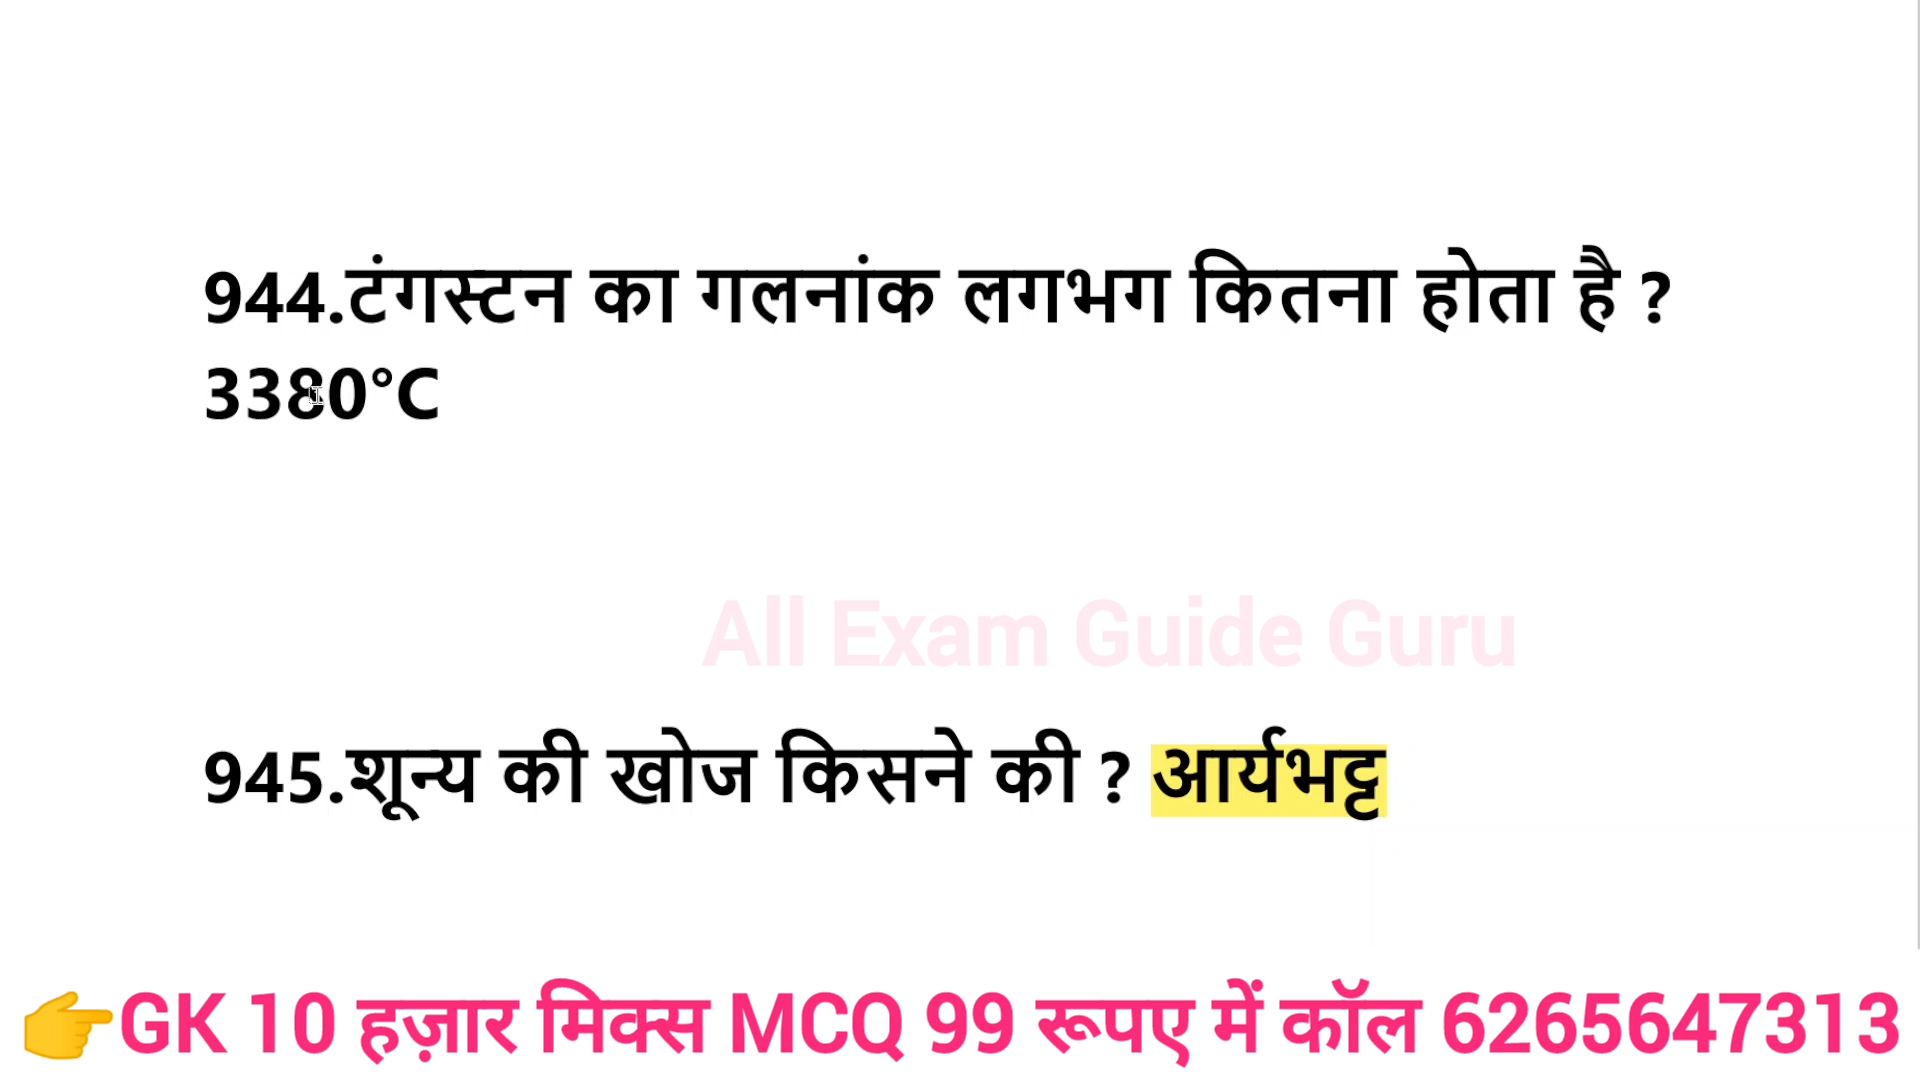 944.टंगस्टन का गलनांक लगभग कितना होता है ?
3380°C
All Exam Guide Guru
945.शून्य की खोज किसने की ? आर्यभट्ट
👉GK 10 हज़ार मिक्स MCQ 99 रूपए में कॉल 6265647313